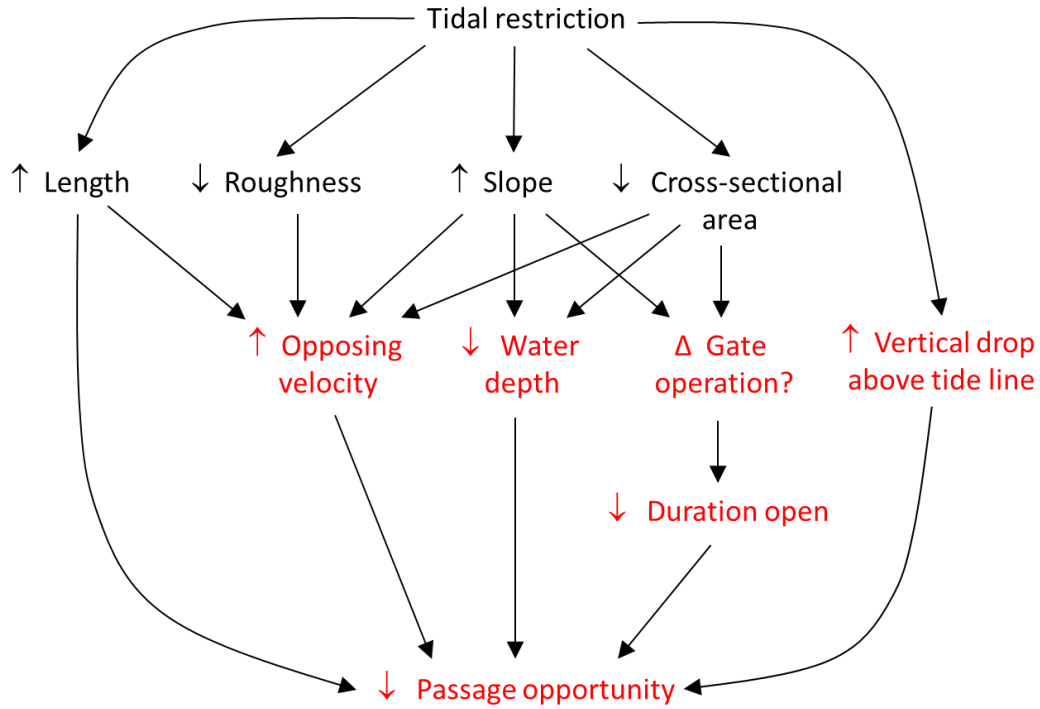 Tidal restriction
↑ Length ↓ Roughness ↑ Slope ↓ Cross-sectional
area
↑ Opposing ↓ Water Δ Gate ↑ Vertical drop
velocity depth operation? above tide line
↓ Duration open
↓ Passage opportunity